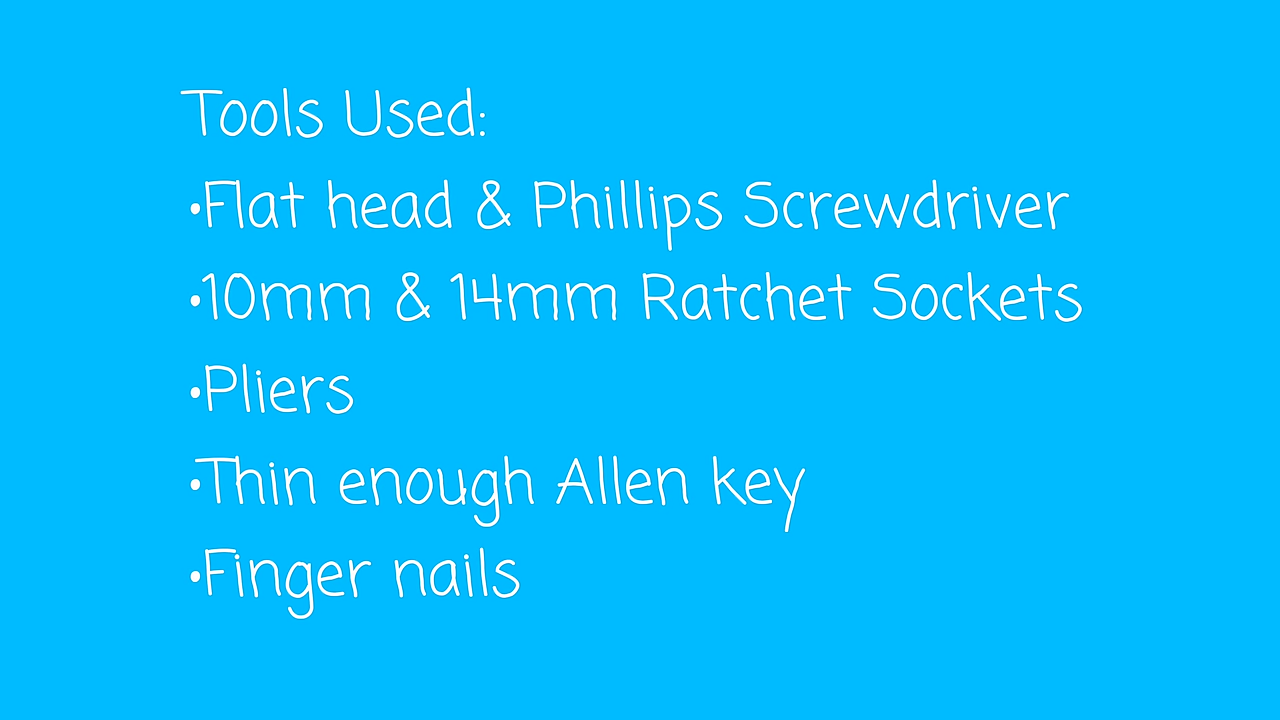 Tools Used:
•Flat head & Phillips Screwdriver
•10mm & 14mm Ratchet Sockets
•Pliers
•Thin enough Allen key
•Finger nails